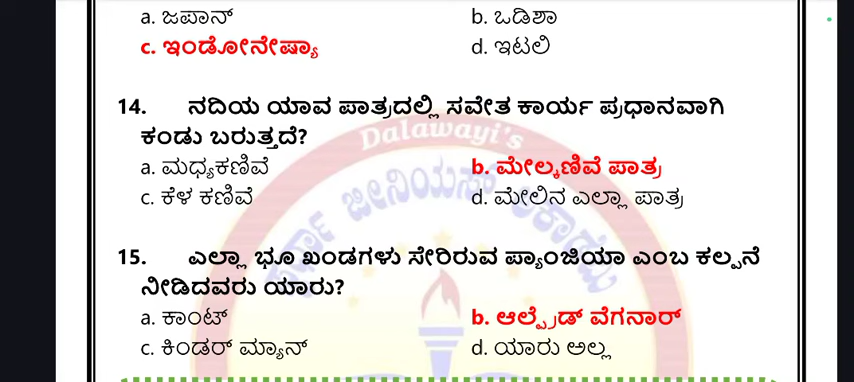 a. ಜಪಾನ್ b. ಒಡಿಶಾ
c. ಇಂಡೋನೇಷ್ಯಾ d. ಇಟಲಿ
14. ನದಿಯ ಯಾವ ಪಾತ್ರದಲ್ಲಿ ಸವೇತ ಕಾರ್ಯ ಪ್ರಧಾನವಾಗಿ
ಕಂಡು ಬರುತ್ತದೆ?
Dalawayi's
a. ಮಧ್ಯಕಣಿವೆ b. ಮೇಲ್ಕಣಿವೆ ಪಾತ್ರ
c. ಕೆಳ ಕಣಿವೆ d. ಮೇಲಿನ ಎಲ್ಲಾ ಪಾತ್ರ
15. ಎಲ್ಲಾ ಭೂ ಖಂಡಗಳು ಸೇರಿರುವ ಪ್ಯಾಂಜಿಯಾ ಎಂಬ ಕಲ್ಪನೆ
ನೀಡಿದವರು ಯಾರು?
a. ಕಾಂಟ್ b. ಆಲ್ಪ್ರೆಡ್ ವೆಗನಾರ್
c. ಕಿಂಡರ್ ಮ್ಯಾನ್ d. ಯಾರು ಅಲ್ಲ